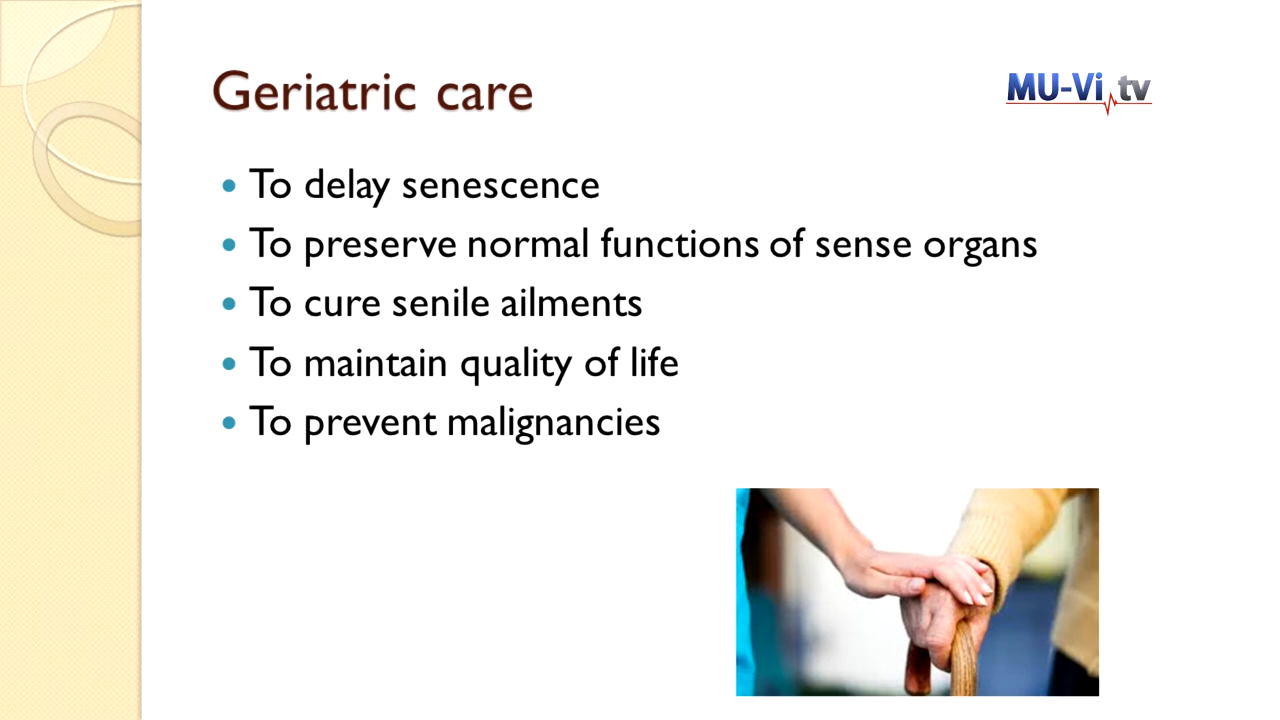 Geriatric care
MU-Vi.tv
To delay senescence
To preserve normal functions of sense organs
To cure senile ailments
To maintain quality of life
To prevent malignancies